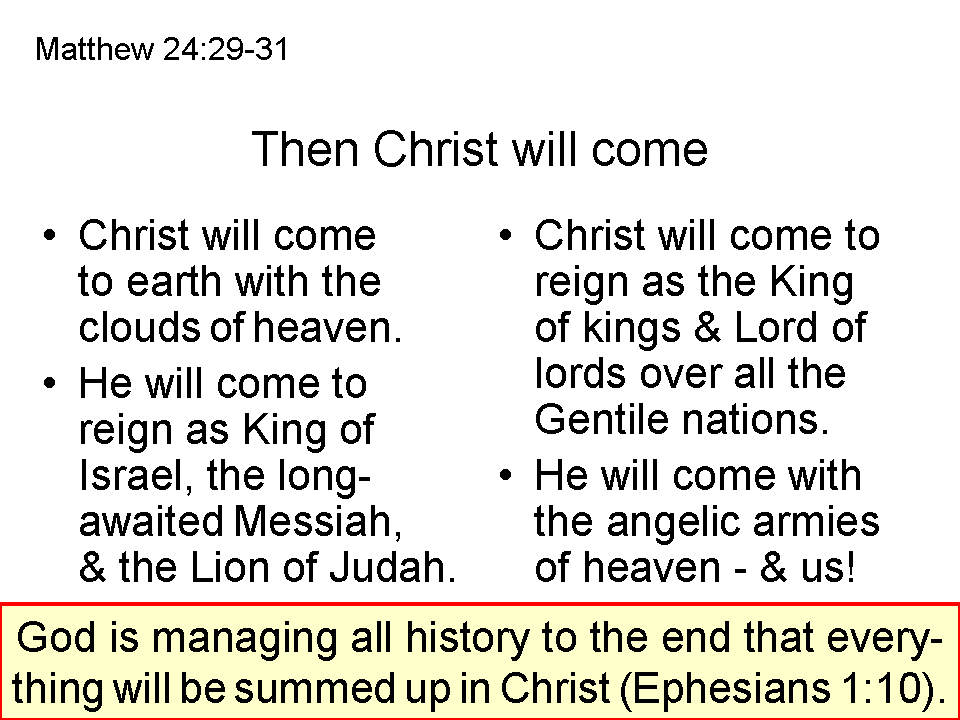 Matthew 24:29-31
Then Christ will come
• Christ will come
to earth with the
clouds of heaven.
• He will come to
reign as King of
Israel, the long-
awaited Messiah,
& the Lion of Judah.
• Christ will come to
reign as the King
of kings & Lord of
lords over all the
Gentile nations.
• He will come with
the angelic armies
of heaven - & us!
God is managing all history to the end that every-
thing will be summed up in Christ (Ephesians 1:10).